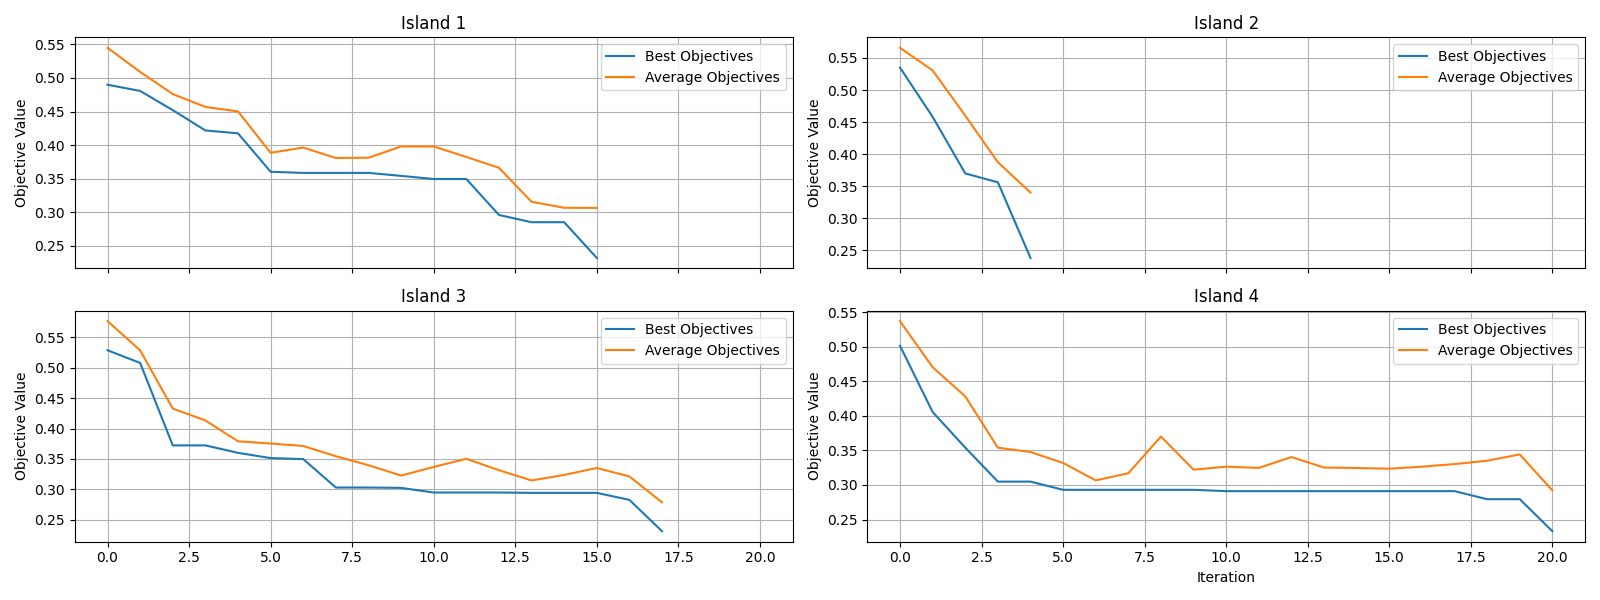 Island 1
Objective Value
0.55
0.50
0.45
0.40
0.35
0.30
0.25
Best Objectives
Average Objectives
Island 2
Objective Value
0.55
0.50
0.45
0.40
0.35
0.30
0.25
Best Objectives
Average Objectives
Island 3
Objective Value
0.55
0.50
0.45
0.40
0.35
0.30
0.25
Best Objectives
Average Objectives
0.0 2.5 5.0 7.5 10.0 12.5 15.0 17.5 20.0
Island 4
Objective Value
0.55
0.50
0.45
0.40
0.35
0.30
0.25
Best Objectives
Average Objectives
0.0 2.5 5.0 7.5 10.0 12.5 15.0 17.5 20.0
Iteration